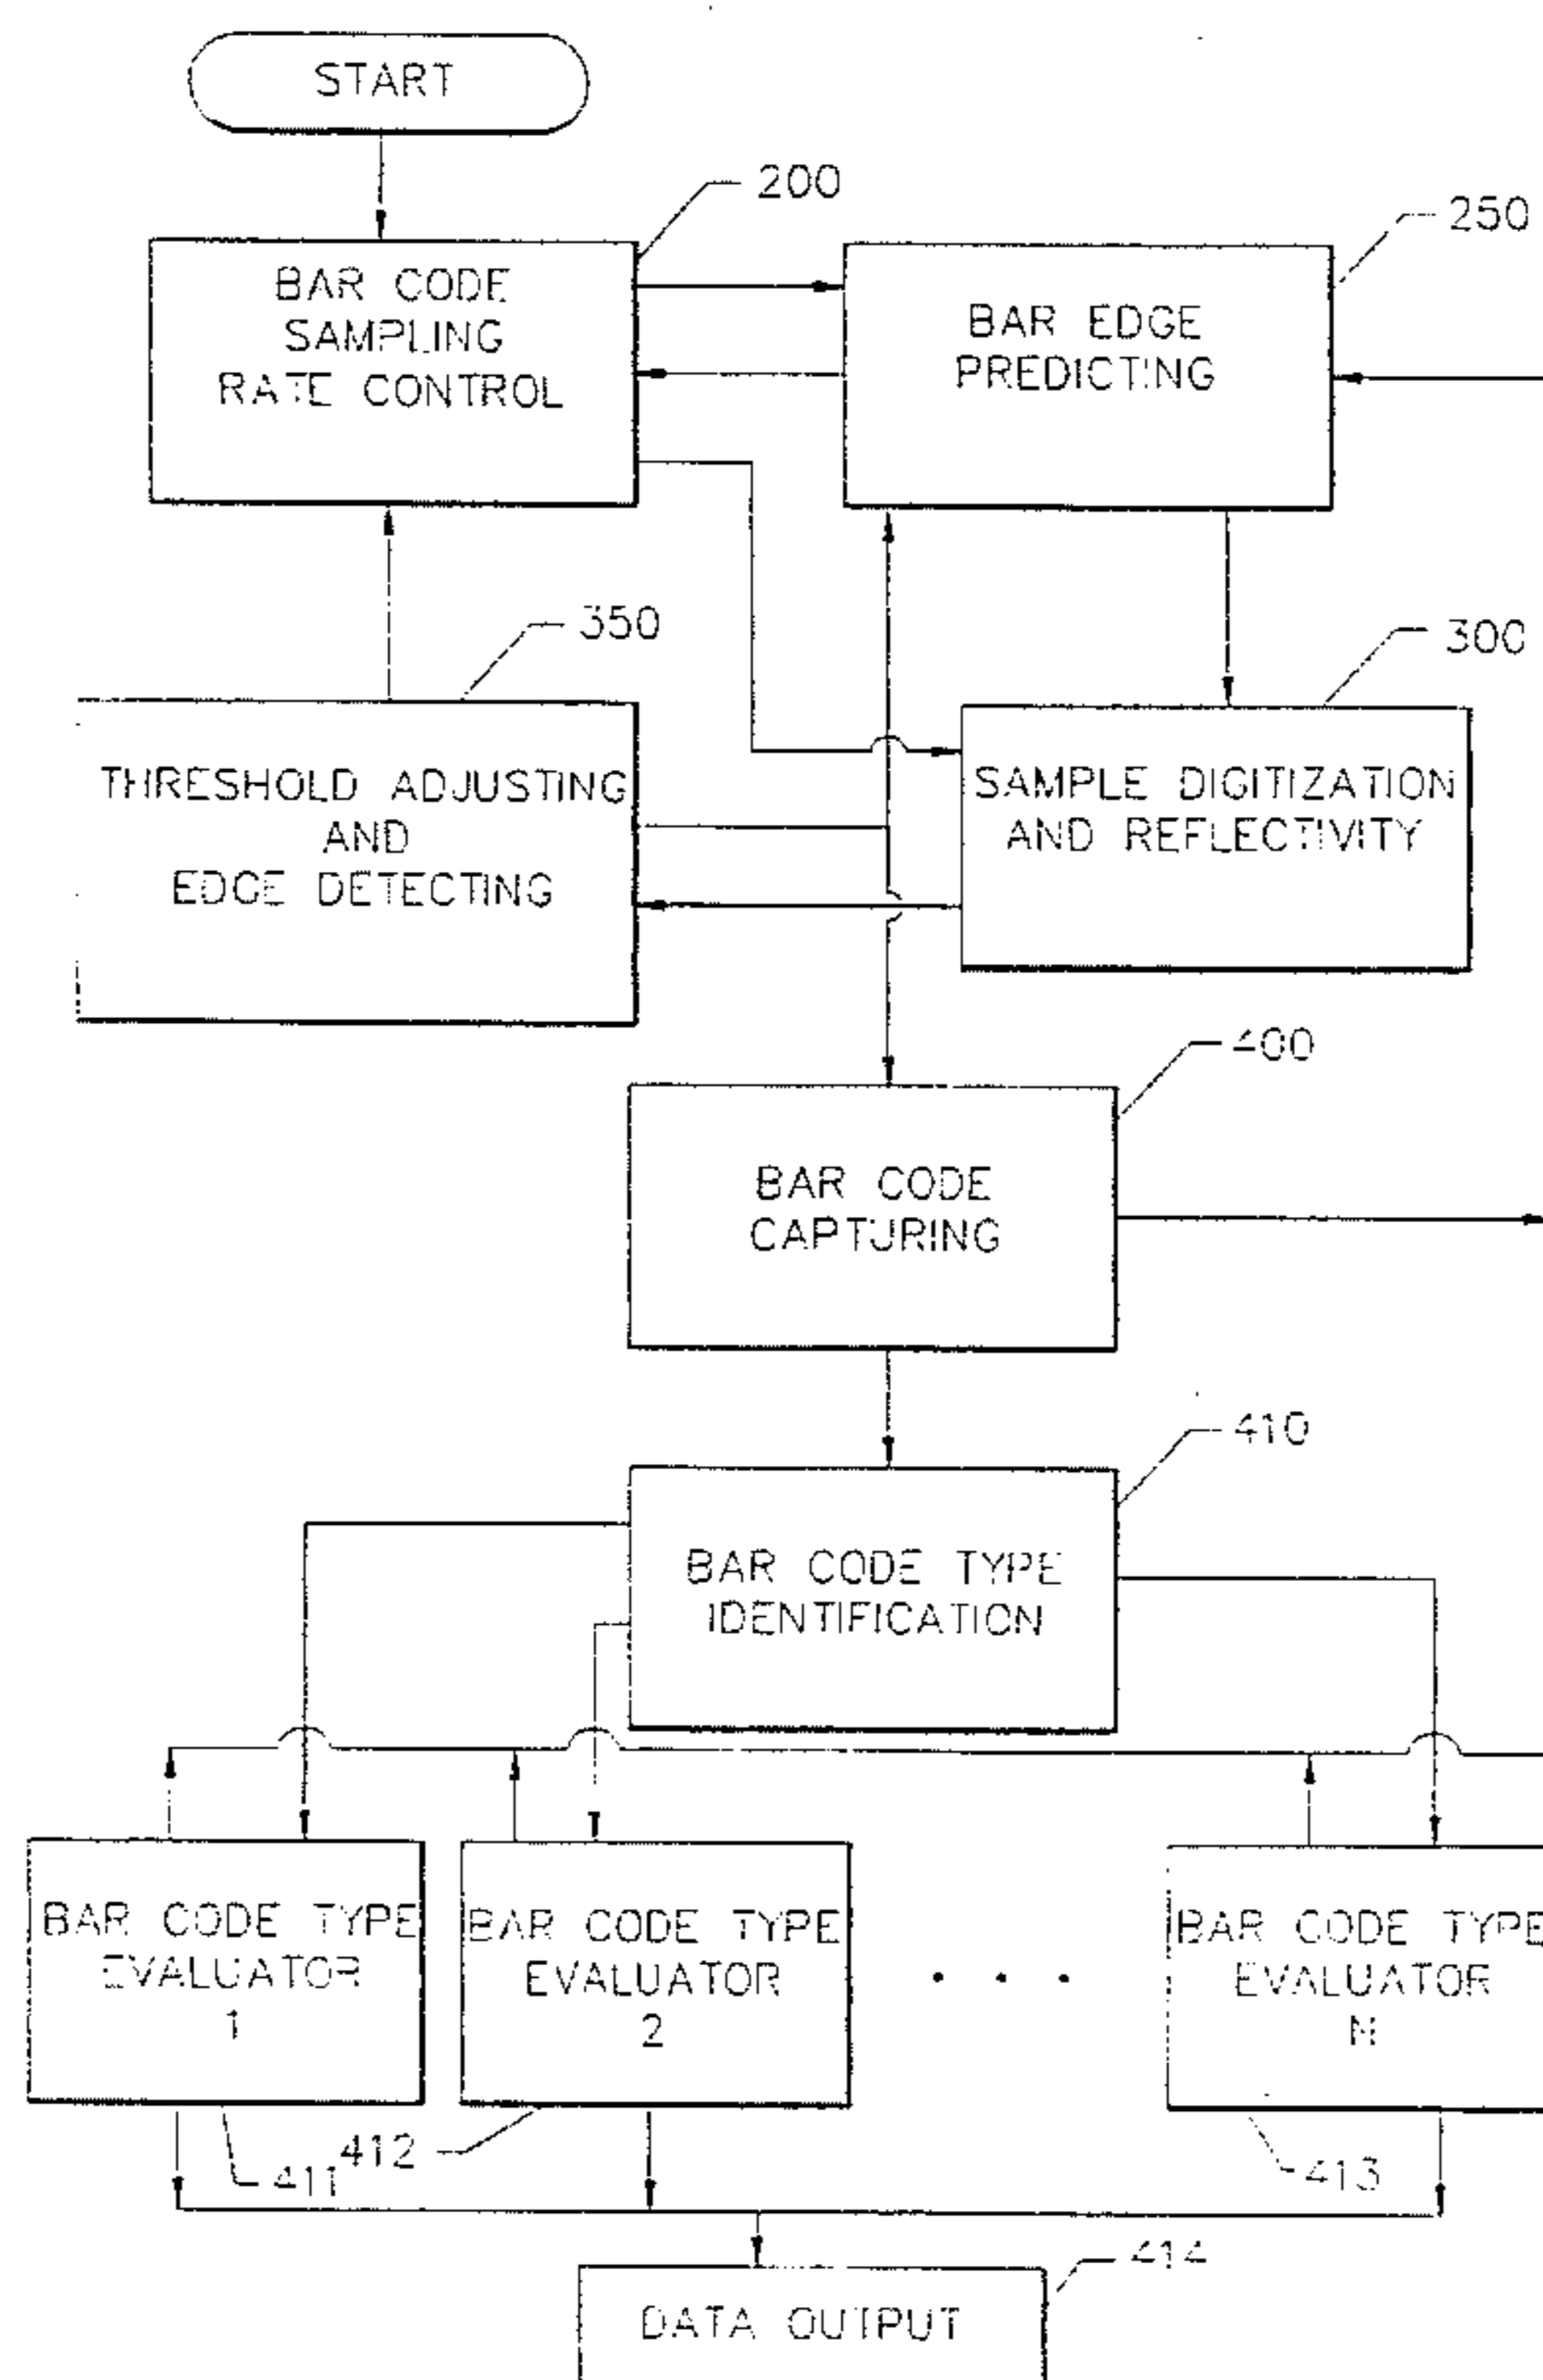 START
200
BAR CODE
SAMPLING
RATE CONTROL
250
BAR EDGE
PREDICTING
350
THRESHOLD ADJUSTING
AND
EDGE DETECTING
300
SAMPLE DIGITIZATION
AND REFLECTIVITY
400
BAR CODE
CAPTURING
410
BAR CODE TYPE
IDENTIFICATION
BAR CODE TYPE
EVALUATOR
1
411
BAR CODE TYPE
EVALUATOR
2
412
. . .
BAR CODE TYPE
EVALUATOR
N
413
414
DATA OUTPUT